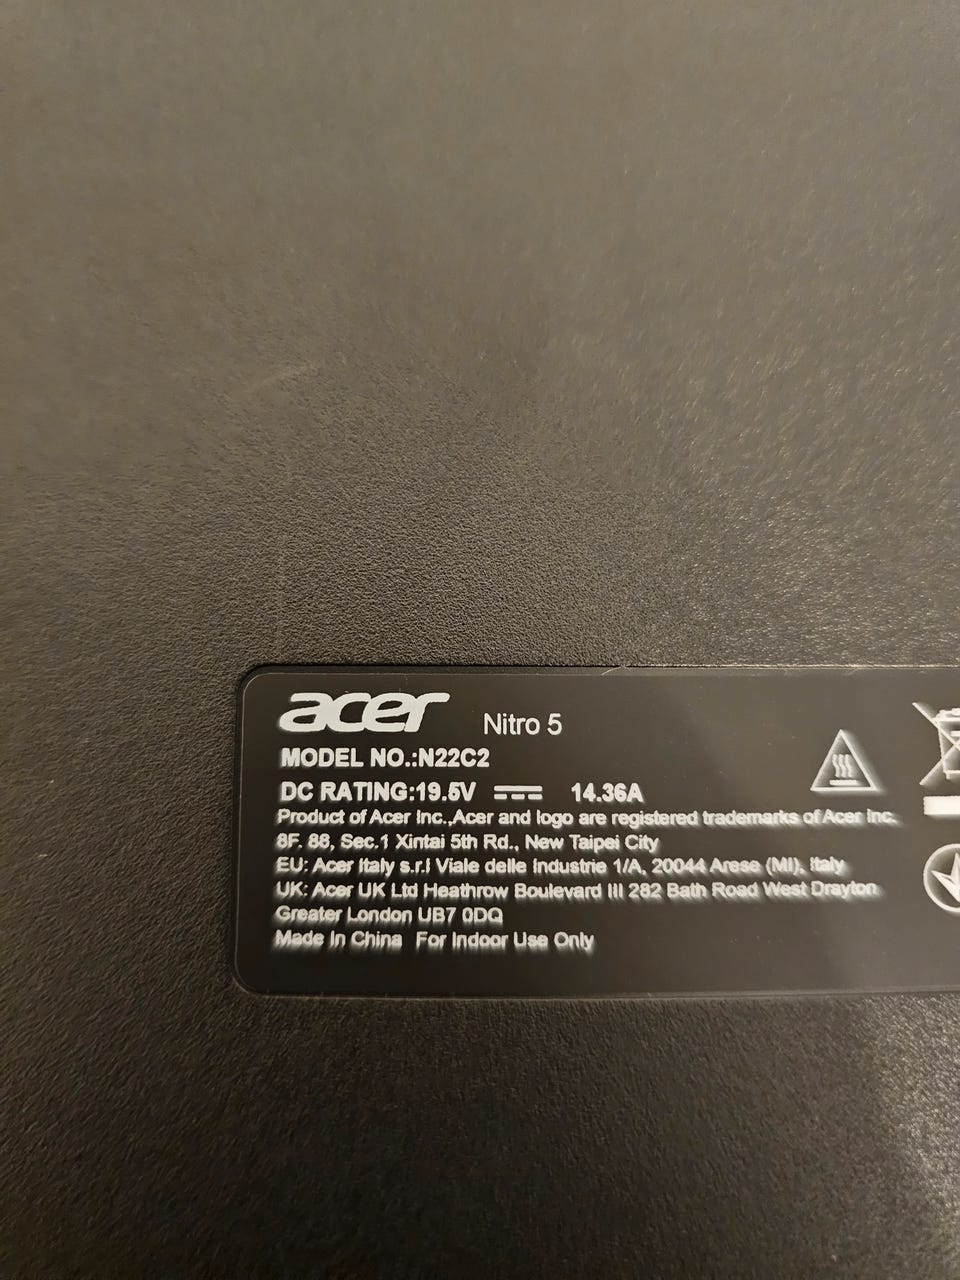 acer Nitro 5
MODEL NO.:N22C2
DC RATING:19.5V 14.36A
Product of Acer Inc.,Acer and logo are registered trademarks of Acer Inc.
8F. 88, Sec.1 Xintai 5th Rd., New Taipei City
EU: Acer Italy s.r.l Viale delle Industrie 1/A, 20044 Arese (MI), Italy
UK: Acer UK Ltd Heathrow Boulevard III 282 Bath Road West Drayton
Greater London UB7 0DQ
Made In China For Indoor Use Only